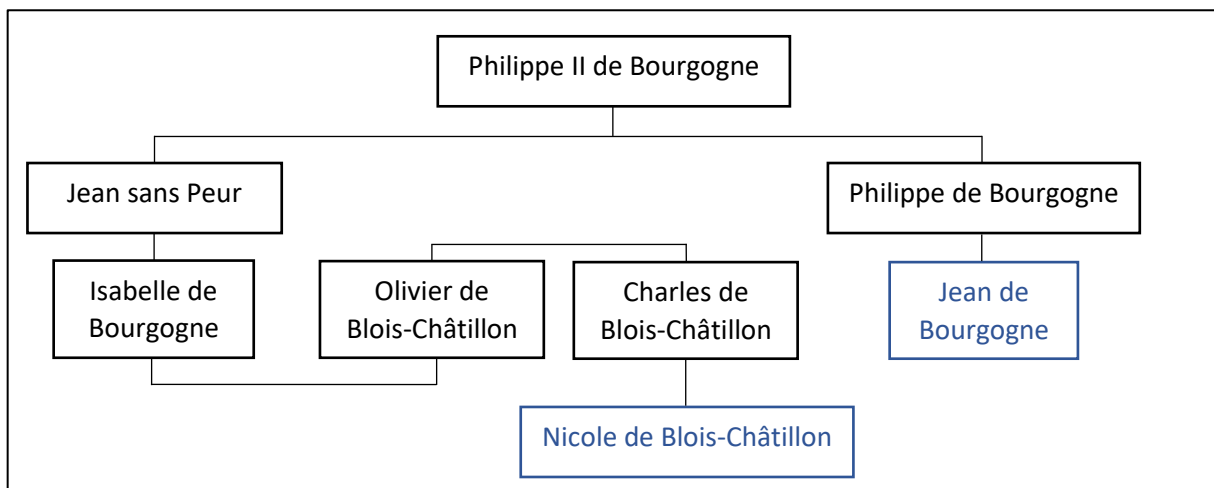 Philippe II de Bourgogne
Jean sans Peur
Philippe de Bourgogne
Isabelle de
Bourgogne
Olivier de
Blois-Châtillon
Charles de
Blois-Châtillon
Jean de
Bourgogne
Nicole de Blois-Châtillon